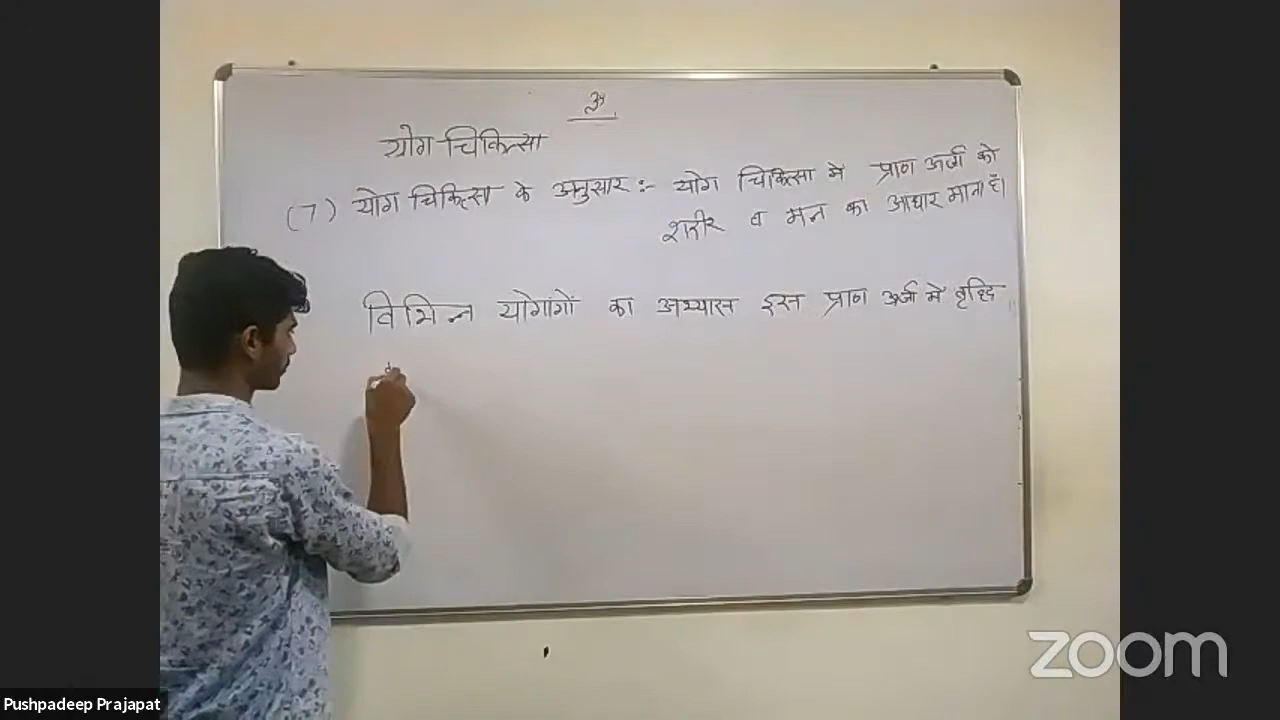 ॐ
योग चिकित्सा
(7) योग चिकित्सा के अनुसार :- योग चिकित्सा मे प्राण ऊर्जा को
शरीर व मन का आधार माना है।
विभिन्न योगांगों का अभ्यास इस प्राण ऊर्जा मे वृध्दि
zoom
Pushpadeep Prajapat